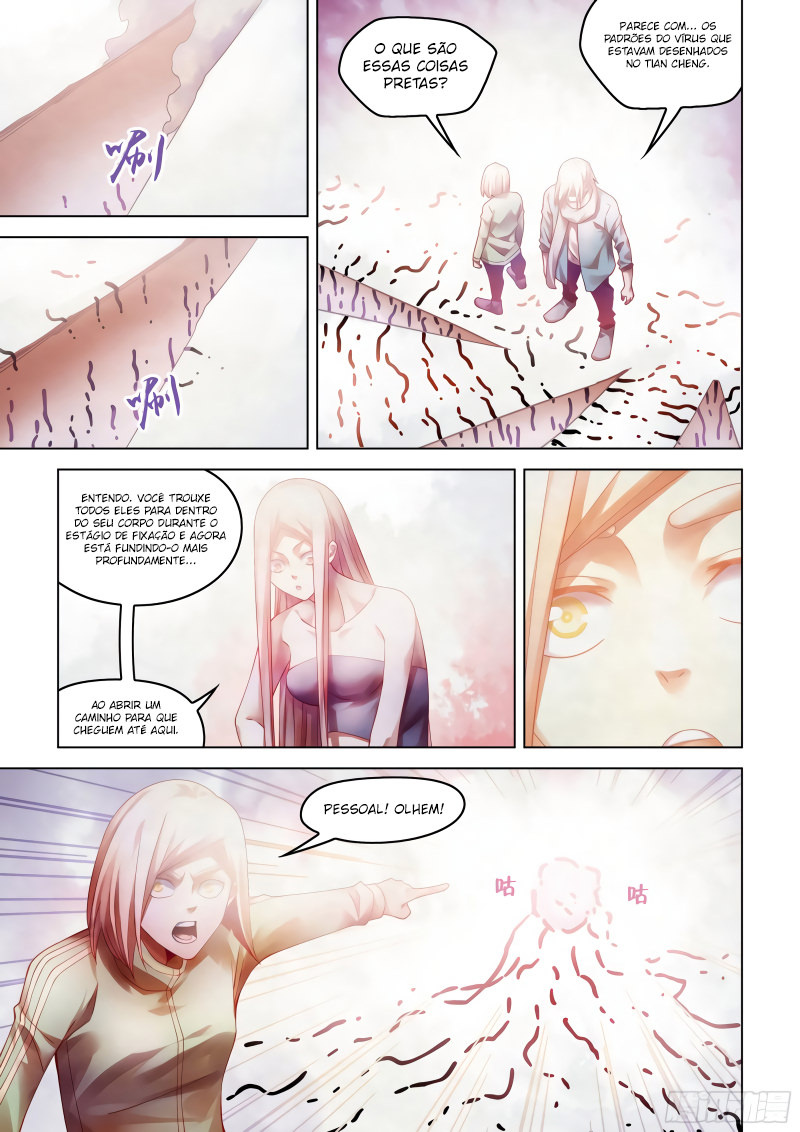 唰
O QUE SÃO
ESSAS COISAS
PRETAS?
PARECE COM... OS
PADRÕES DO VÍRUS QUE
ESTAVAM DESENHADOS
NO TIAN CHENG.
唰
ENTENDO. VOCÊ TROUXE
TODOS ELES PARA DENTRO
DO SEU CORPO DURANTE O
ESTÁGIO DE FIXAÇÃO E AGORA
ESTÁ FUNDINDO-O MAIS
PROFUNDAMENTE...
AO ABRIR UM
CAMINHO PARA QUE
CHEGUEM ATÉ AQUI.
PESSOAL! OLHEM!
咕
咕